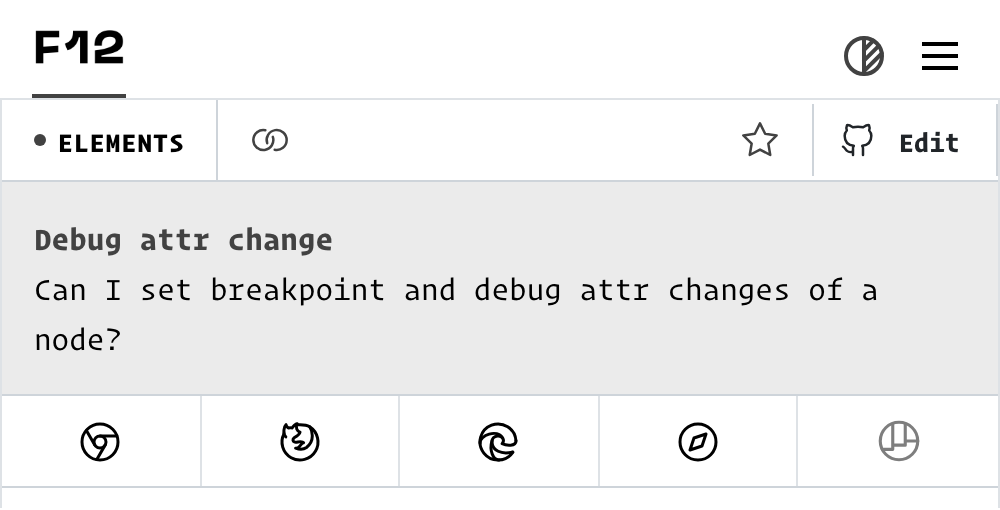 F12
ELEMENTS
Edit
Debug attr change
Can I set breakpoint and debug attr changes of a
node?